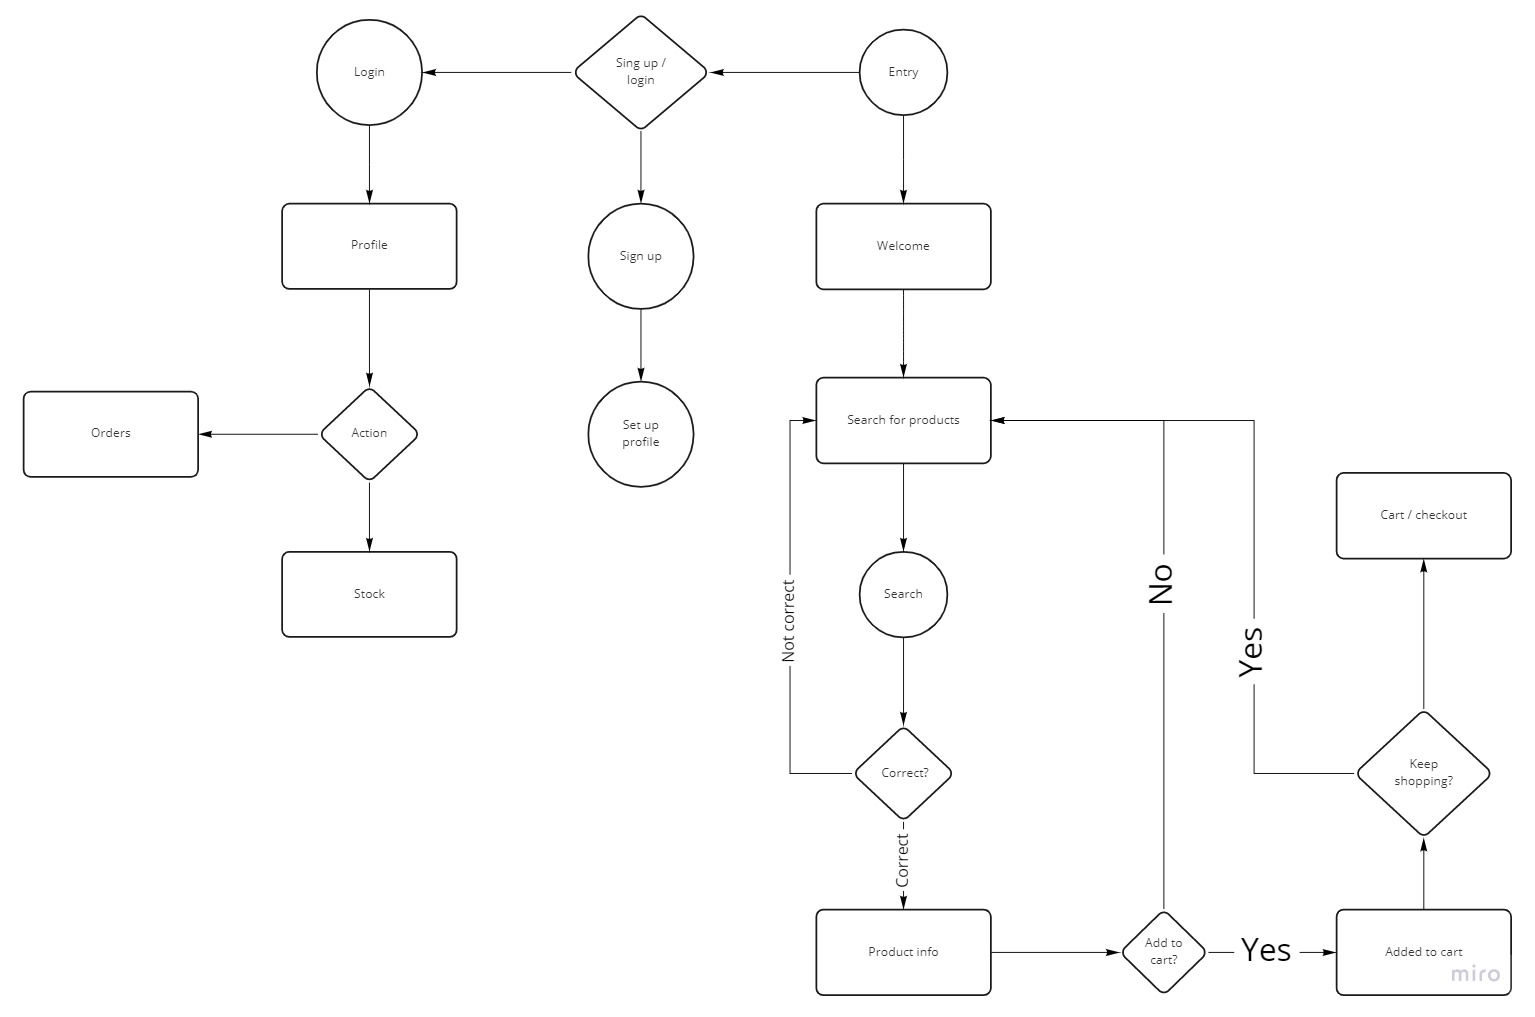 Login
Sing up /
login
Entry
Profile
Sign up
Welcome
Orders
Action
Set up
profile
Search for products
Cart / checkout
Stock
Search
Not correct
No
Yes
Correct?
Keep
shopping?
Correct
Product info
Add to
cart?
Yes
Added to cart
miro